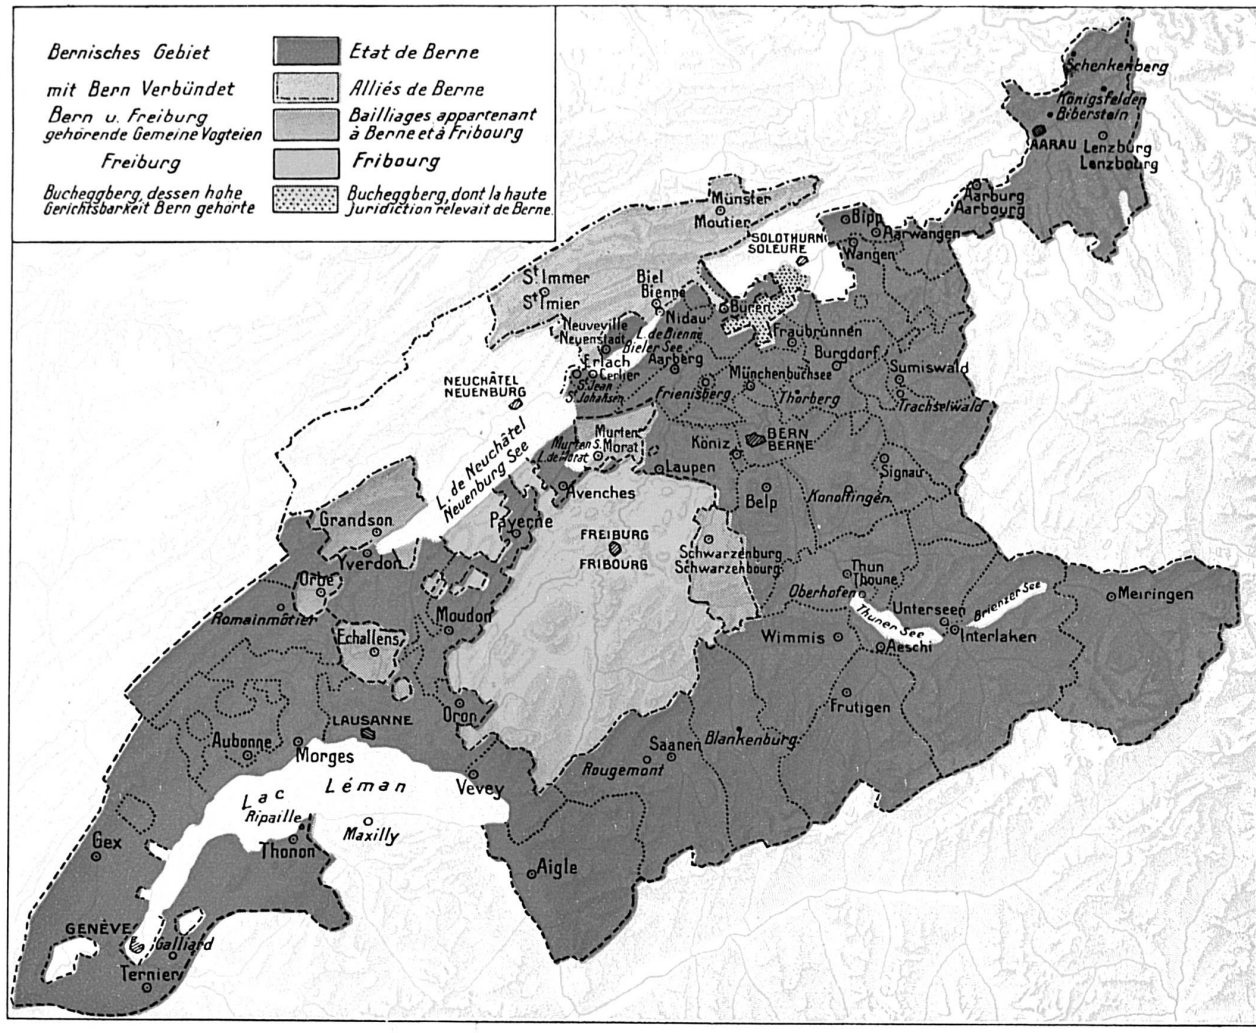 Bernisches Gebiet
Etat de Berne
mit Bern Verbündet
Alliés de Berne
Bern u. Freiburg
gehörende Gemeine Vogteien
Bailliages appartenant
à Berne et à Fribourg
Freiburg
Fribourg
Bucheggberg, dessen hohe
Gerichtsbarkeit Bern gehörte
Bucheggberg, dont la haute
Juridiction relevait de Berne.
Schenkenberg
Königsfelden
Biberstein
AARAU
Lenzburg
Lenzbourg
Aarburg
Aarbourg
Münster
Moutier
Bipp
Aarwangen
Wangen
SOLOTHURN
SOLEURE
St Immer
St Imier
Biel
Bienne
Nidau
Büren
Neuveville
Neuenstadt
L. de Bienne
Bieler See
Fraubrunnen
Erlach
Cerlier
St Jean
St Johahsen
Aarberg
Frienisberg
Münchenbuchsee
Burgdorf
Thorberg
Sumiswald
Trachselwald
NEUCHÂTEL
NEUENBURG
L. de Neuchâtel
Neuenburg See
Murten
Morat
Murten S.
L. de Morat
BERN
BERNE
Köniz
Laupen
Signau
Belp
Konolfingen
Avenches
Payerne
Grandson
Yverdon
Orbe
Romainmôtier
FREIBURG
FRIBOURG
Schwarzenburg
Schwarzenbourg
Thun
Thoune
Oberhofen
Thuner See
Unterseen
Interlaken
Brienzer See
Meiringen
Moudon
Echallens
Wimmis
Aeschi
Frutigen
Oron
LAUSANNE
Aubonne
Morges
Vevey
Saanen
Rougemont
Blankenburg
Lac Léman
Ripaille
Thonon
Maxilly
Gex
Aigle
GENÈVE
Galliard
Ternier